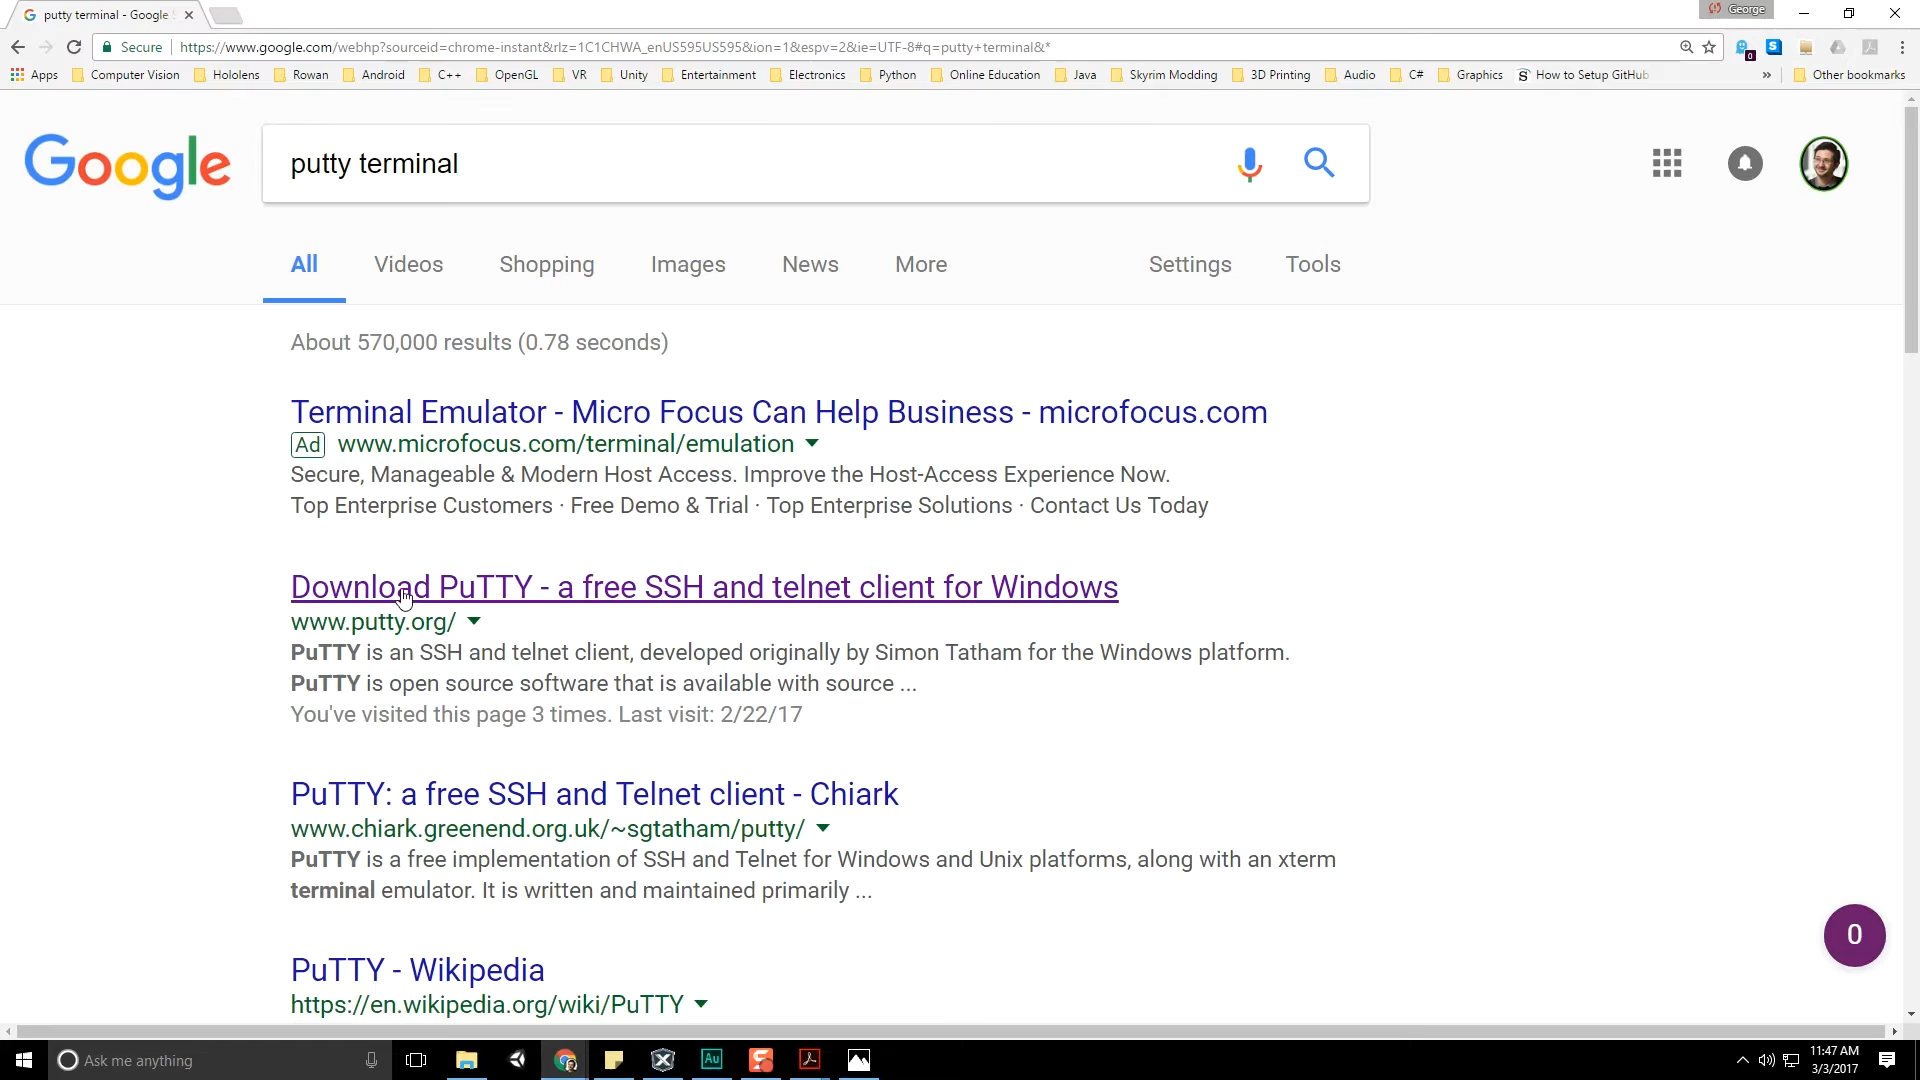 putty terminal - Google S
George
Secure https://www.google.com/webhp?sourceid=chrome-instant&rlz=1C1CHWA_enUS595US595&ion=1&espv=2&ie=UTF-8#q=putty+terminal&*
0
Apps Computer Vision Hololens Rowan Android C++ OpenGL VR Unity Entertainment Electronics Python Online Education Java Skyrim Modding 3D Printing Audio C# Graphics How to Setup GitHub » Other bookmarks
Google
putty terminal
All Videos Shopping Images News More Settings Tools
About 570,000 results (0.78 seconds)
Terminal Emulator - Micro Focus Can Help Business - microfocus.com
Ad www.microfocus.com/terminal/emulation
Secure, Manageable & Modern Host Access. Improve the Host-Access Experience Now.
Top Enterprise Customers · Free Demo & Trial · Top Enterprise Solutions · Contact Us Today
Download PuTTY - a free SSH and telnet client for Windows
www.putty.org/
PuTTY is an SSH and telnet client, developed originally by Simon Tatham for the Windows platform.
PuTTY is open source software that is available with source ...
You've visited this page 3 times. Last visit: 2/22/17
PuTTY: a free SSH and Telnet client - Chiark
www.chiark.greenend.org.uk/~sgtatham/putty/
PuTTY is a free implementation of SSH and Telnet for Windows and Unix platforms, along with an xterm
terminal emulator. It is written and maintained primarily ...
0
PuTTY - Wikipedia
https://en.wikipedia.org/wiki/PuTTY
Ask me anything
Au
11:47 AM
3/3/2017